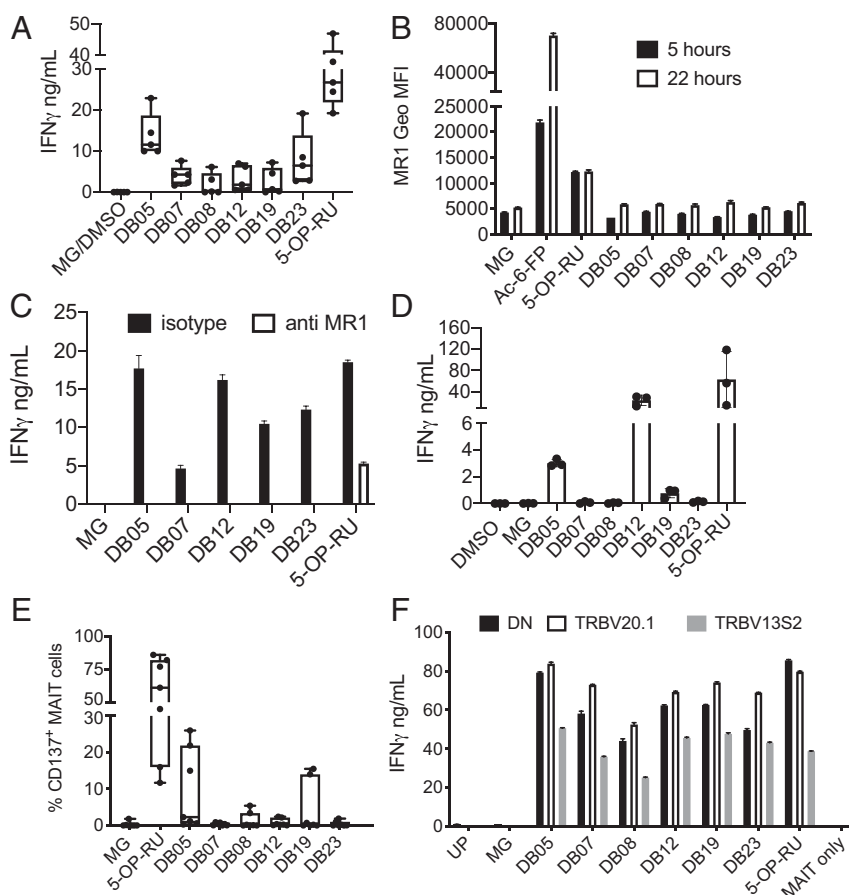 A
IFNγ ng/mL
50
40
30
30
20
10
0
MG/DMSO
DB05
DB07
DB08
DB12
DB19
DB23
5-OP-RU
B
MR1 Geo MFI
80000
40000
25000
20000
15000
10000
5000
0
5 hours
22 hours
MG
Ac-6-FP
5-OP-RU
DB05
DB07
DB08
DB12
DB19
DB23
C
IFNγ ng/mL
25
20
15
10
5
0
isotype
anti MR1
MG
DB05
DB07
DB12
DB19
DB23
5-OP-RU
D
IFNγ ng/mL
160
120
80
40
6
4
2
0
DMSO
MG
DB05
DB07
DB08
DB12
DB19
DB23
5-OP-RU
E
% CD137+ MAIT cells
100
75
50
30
20
10
0
MG
5-OP-RU
DB05
DB07
DB08
DB12
DB19
DB23
F
DN
TRBV20.1
TRBV13S2
IFNγ ng/mL
100
80
60
40
20
0
UP
MG
DB05
DB07
DB08
DB12
DB19
DB23
5-OP-RU
MAIT only